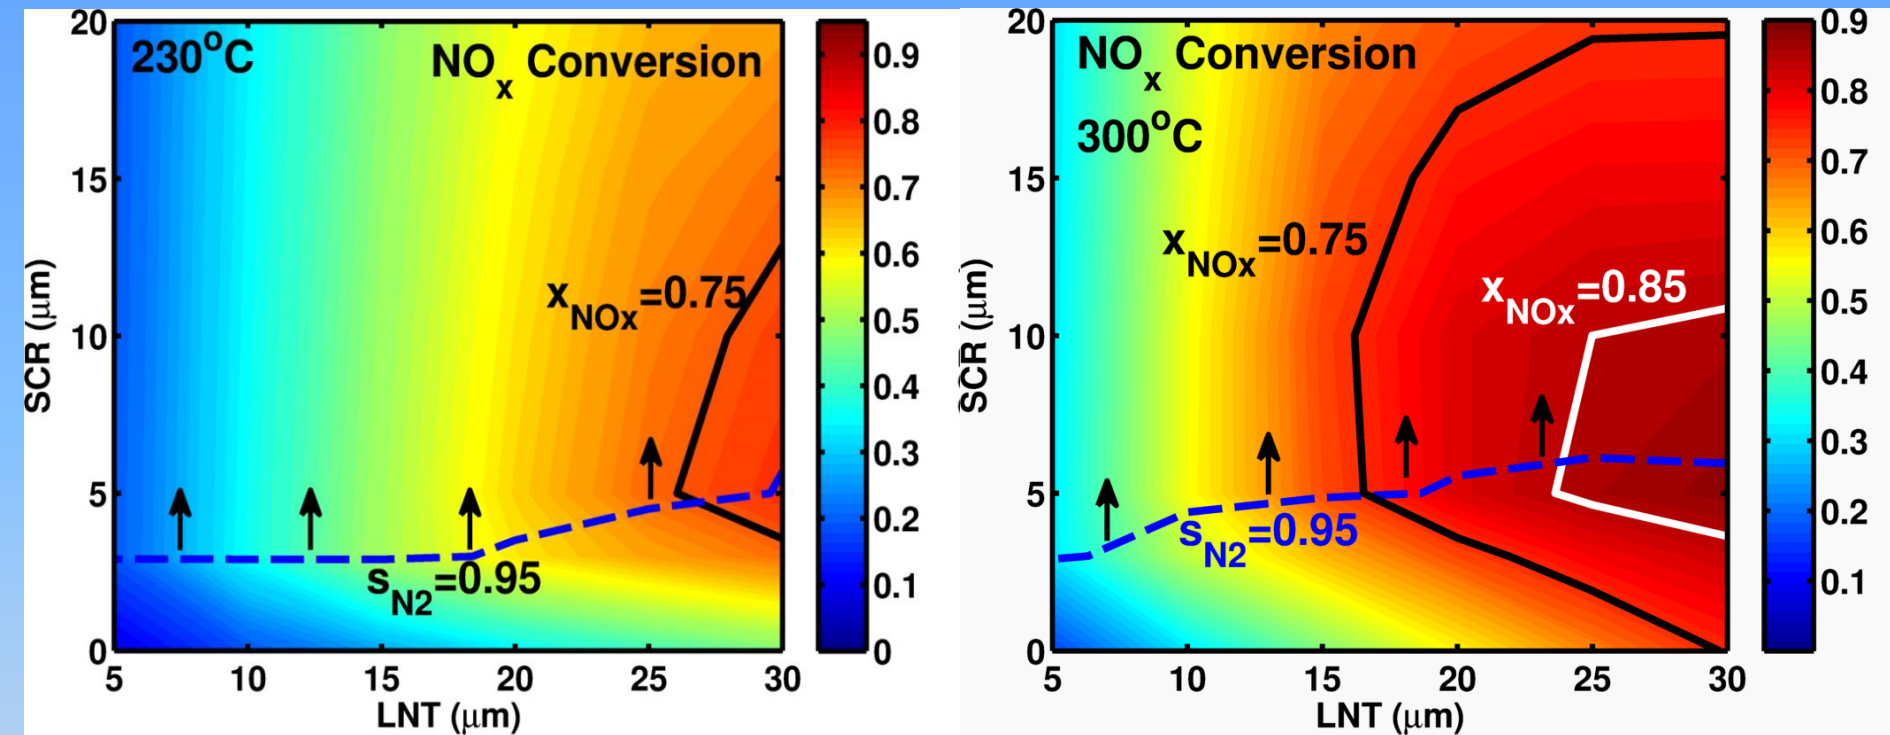 20
230°C
NOx Conversion
15
xNOx=0.75
10
5
sN2=0.95
0
SCR (μm)
5 10 15 20 25 30
LNT (μm)
0.9
0.8
0.7
0.6
0.5
0.4
0.3
0.2
0.1
0
20
NOx Conversion
300°C
15
xNOx=0.75
xNOx=0.85
10
5
sN2=0.95
0
SCR (μm)
5 10 15 20 25 30
LNT (μm)
0.9
0.8
0.7
0.6
0.5
0.4
0.3
0.2
0.1